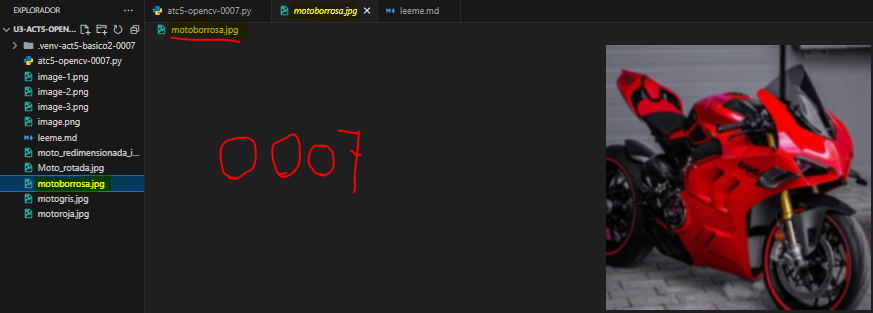 EXPLORADOR
U3-ACT5-OPEN...
.venv-act5-basico2-0007
atc5-opencv-0007.py
image-1.png
image-2.png
image-3.png
image.png
leeme.md
moto_redimensionada_i...
Moto_rotada.jpg
motoborrosa.jpg
motogris.jpg
motoroja.jpg
atc5-opencv-0007.py
motoborrosa.jpg
leeme.md
motoborrosa.jpg
0007